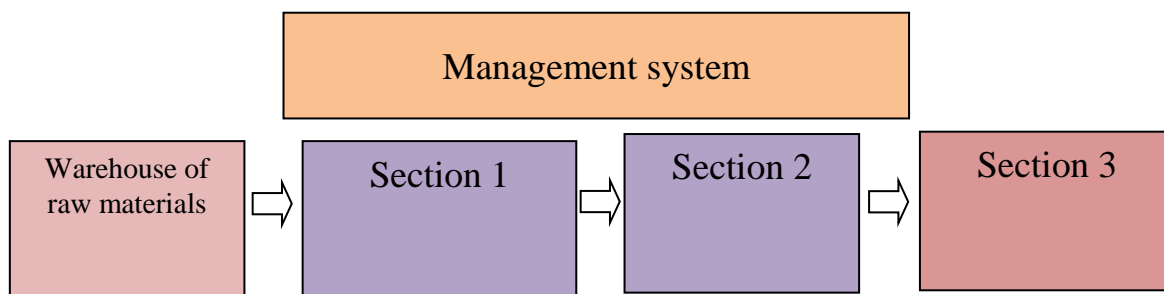 Management system
Warehouse of
raw materials
Section 1
Section 2
Section 3